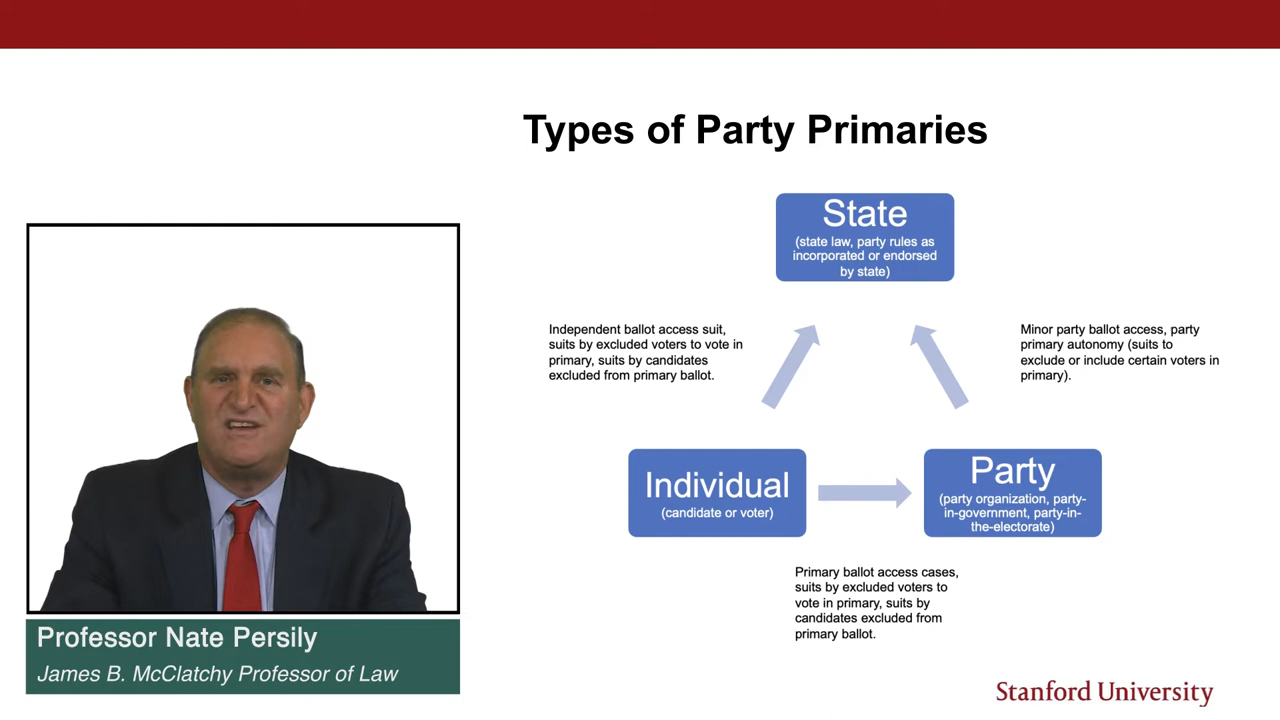 Types of Party Primaries
State
(state law, party rules as
incorporated or endorsed
by state)
Independent ballot access suit,
suits by excluded voters to vote in
primary, suits by candidates
excluded from primary ballot.
Minor party ballot access, party
primary autonomy (suits to
exclude or include certain voters in
primary).
Individual
(candidate or voter)
Party
(party organization, party-
in-government, party-in-
the-electorate)
Primary ballot access cases,
suits by excluded voters to
vote in primary, suits by
candidates excluded from
primary ballot.
Professor Nate Persily
James B. McClatchy Professor of Law
Stanford University